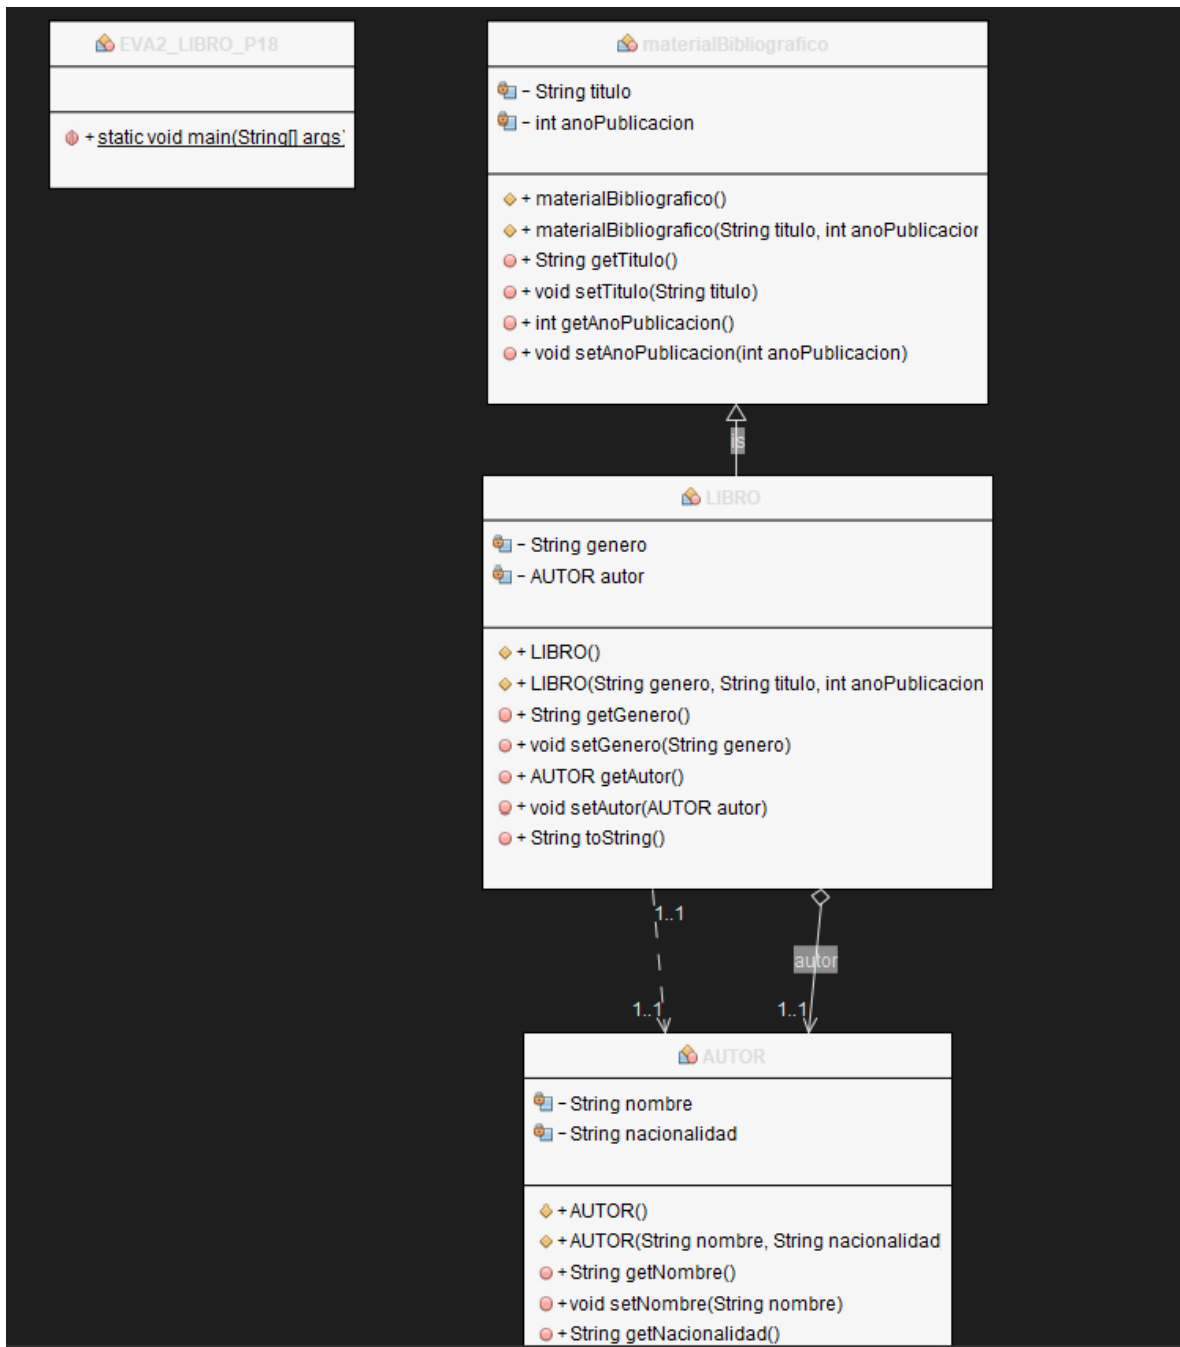 EVA2_LIBRO_P18
+ static void main(String[] args)
materialBibliografico
- String titulo
- int anoPublicacion
+ materialBibliografico()
+ materialBibliografico(String titulo, int anoPublicacion
+ String getTitulo()
+ void setTitulo(String titulo)
+ int getAnoPublicacion()
+ void setAnoPublicacion(int anoPublicacion)
is
LIBRO
- String genero
- AUTOR autor
+ LIBRO()
+ LIBRO(String genero, String titulo, int anoPublicacion
+ String getGenero()
+ void setGenero(String genero)
+ AUTOR getAutor()
+ void setAutor(AUTOR autor)
+ String toString()
1..1
autor
1..1
1..1
AUTOR
- String nombre
- String nacionalidad
+ AUTOR()
+ AUTOR(String nombre, String nacionalidad
+ String getNombre()
+ void setNombre(String nombre)
+ String getNacionalidad()